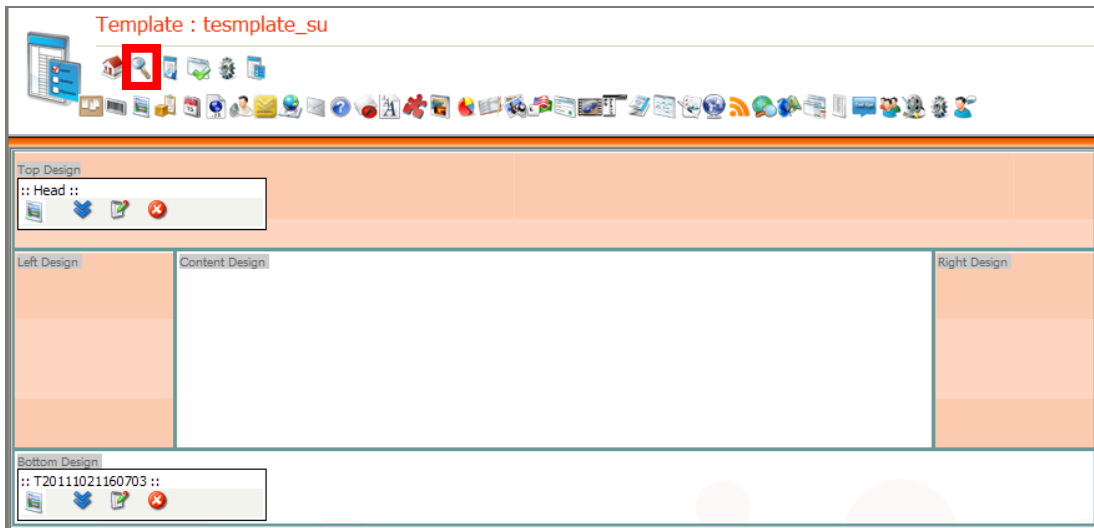 Template : tesmplate_su
Top Design
:: Head ::
Left Design
Content Design
Right Design
Bottom Design
:: T20111021160703 ::